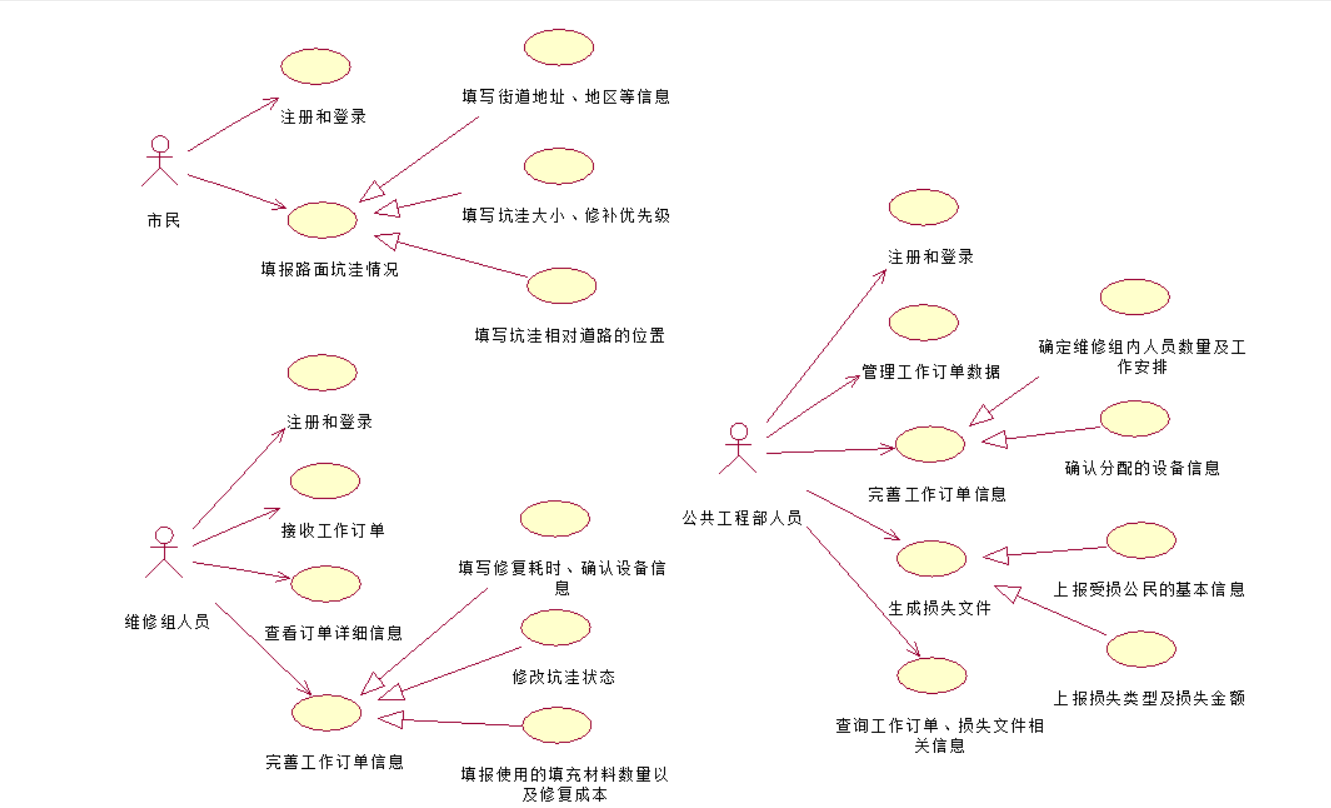 注册和登录
填写街道地址、地区等信息
市民
填写坑洼大小、修补优先级
填报路面坑洼情况
填写坑洼相对道路的位置
注册和登录
接收工作订单
维修组人员
查看订单详细信息
填写修复耗时、确认设备信
息
修改坑洼状态
完善工作订单信息
填报使用的填充材料数量以
及修复成本
注册和登录
管理工作订单数据
确定维修组内人员数量及工
作安排
完善工作订单信息
确认分配的设备信息
公共工程部人员
生成损失文件
上报受损公民的基本信息
上报损失类型及损失金额
查询工作订单、损失文件相
关信息